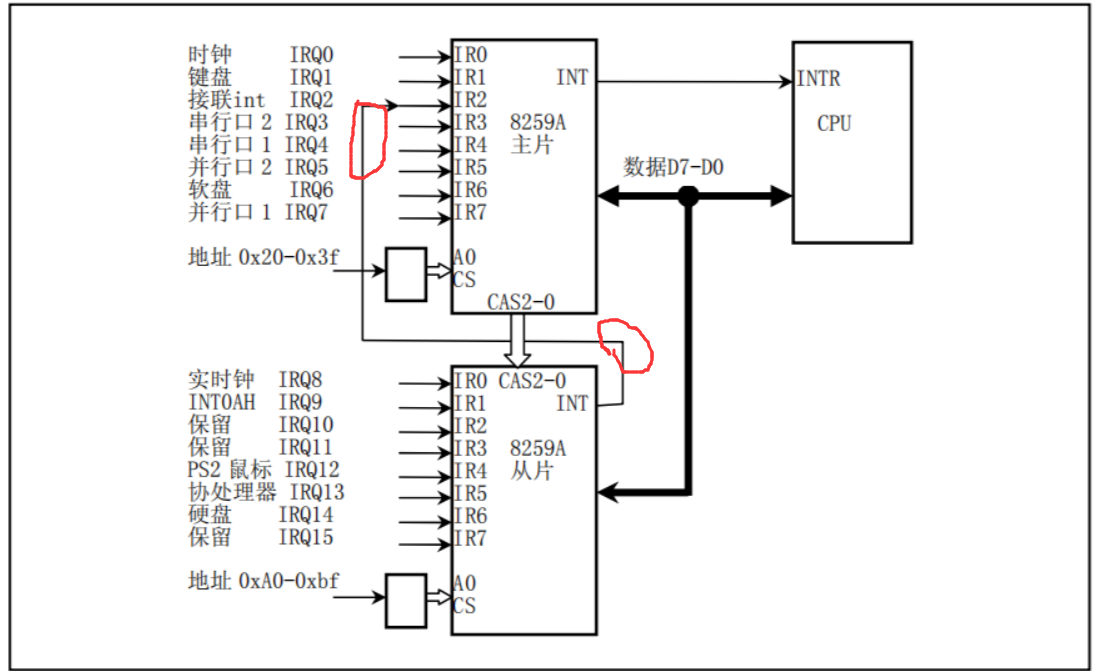 时钟 IRQ0
键盘 IRQ1
接联int IRQ2
串行口2 IRQ3
串行口1 IRQ4
并行口2 IRQ5
软盘 IRQ6
并行口1 IRQ7
地址 0x20-0x3f
IR0
IR1
IR2
IR3
IR4
IR5
IR6
IR7
A0
CS
INT
8259A
主片
CAS2-0
INTR
CPU
数据D7-D0
实时钟 IRQ8
INT0AH IRQ9
保留 IRQ10
保留 IRQ11
PS2鼠标 IRQ12
协处理器 IRQ13
硬盘 IRQ14
保留 IRQ15
地址 0xA0-0xbf
IR0 CAS2-0
IR1
IR2
IR3
IR4
IR5
IR6
IR7
A0
CS
INT
8259A
从片